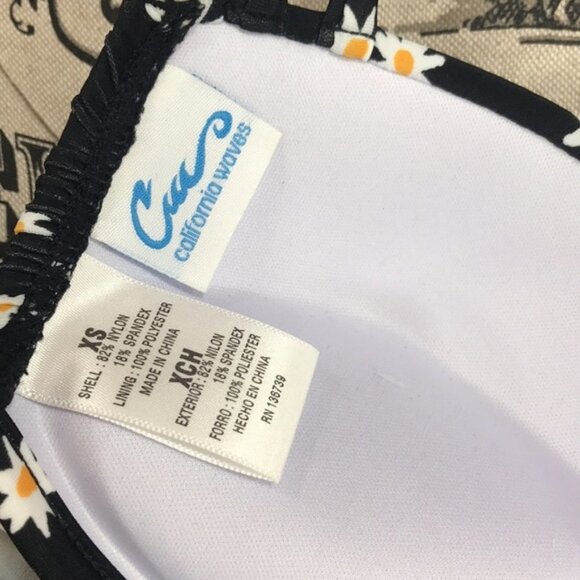 california waves
XS
SHELL: 82% NYLON
18% SPANDEX
LINING: 100% POLYESTER
MADE IN CHINA
XCH
EXTERIOR: 82% NILON
18% SPANDEX
FORRO: 100% POLIESTER
HECHO EN CHINA
RN 136739